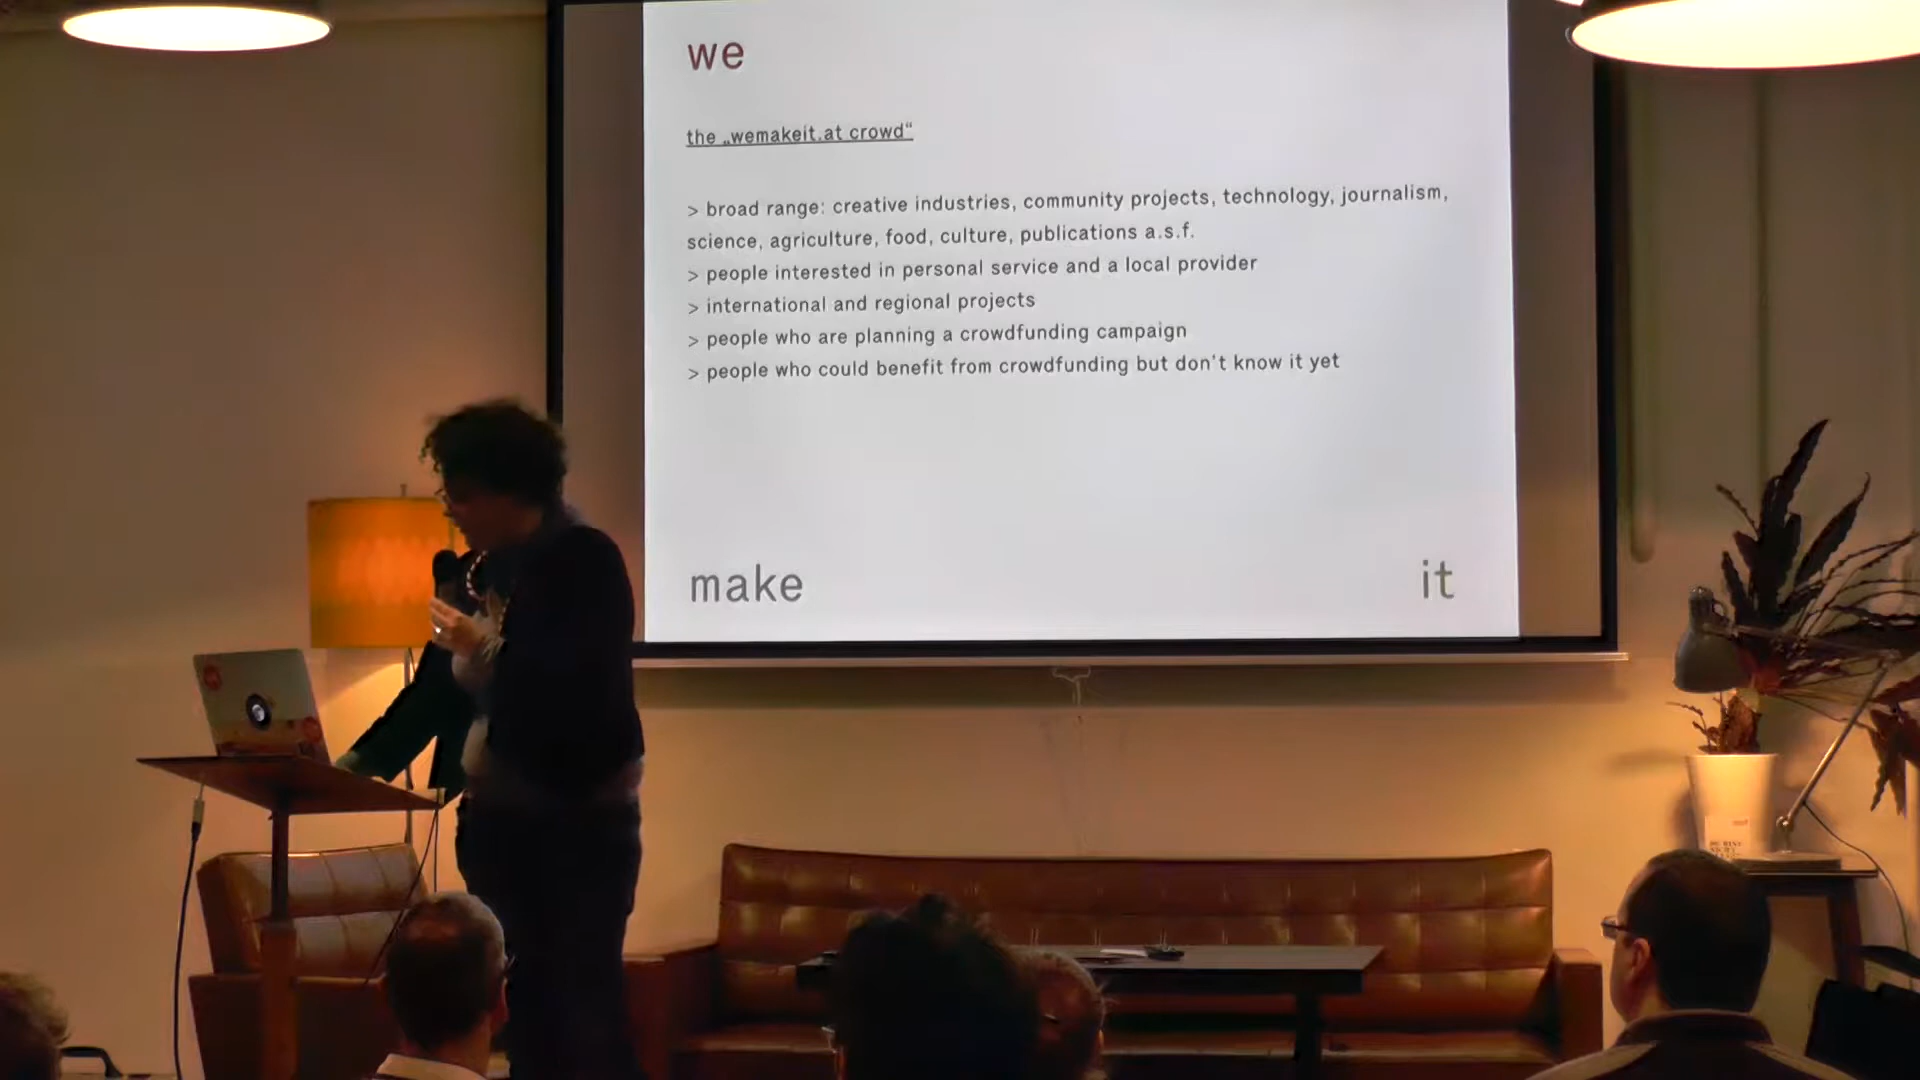 we
the „wemakeit.at crowd“
> broad range: creative industries, community projects, technology, journalism,
science, agriculture, food, culture, publications a.s.f.
> people interested in personal service and a local provider
> international and regional projects
> people who are planning a crowdfunding campaign
> people who could benefit from crowdfunding but don't know it yet
make it